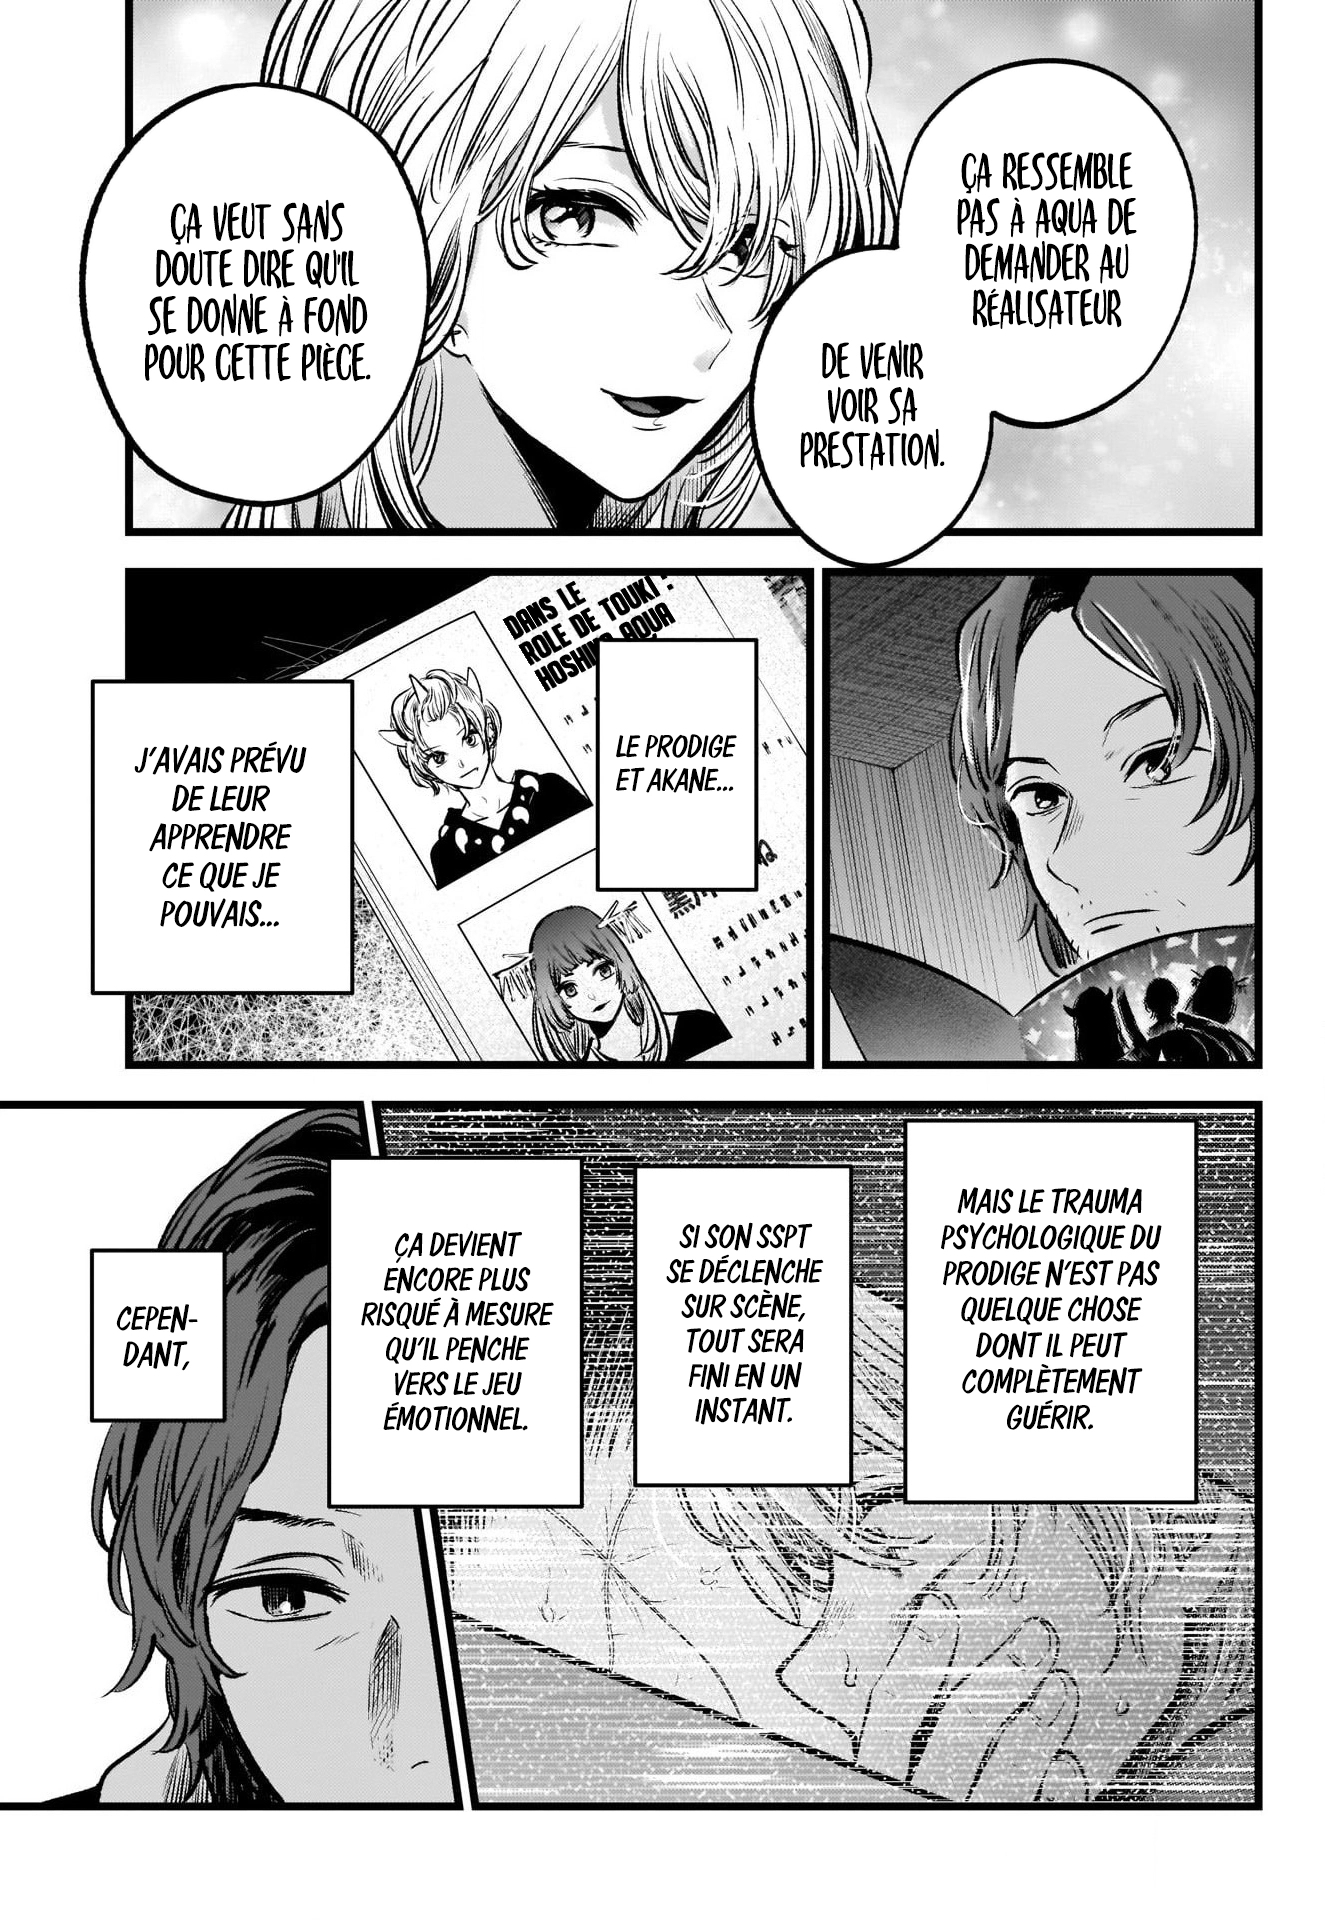 ÇA RESSEMBLE
PAS À AQUA DE
DEMANDER AU
RÉALISATEUR
DE VENIR
VOIR SA
PRESTATION.
ÇA VEUT SANS
DOUTE DIRE QU'IL
SE DONNE À FOND
POUR CETTE PIÈCE.
DANS LE
ROLE DE TOUKI :
AQUA
LE PRODIGE
ET AKANE...
J'AVAIS PRÉVU
DE LEUR
APPRENDRE
CE QUE JE
POUVAIS...
MAIS LE TRAUMA
PSYCHOLOGIQUE DU
PRODIGE N'EST PAS
QUELQUE CHOSE
DONT IL PEUT
COMPLÈTEMENT
GUÉRIR.
SI SON SSPT
SE DÉCLENCHE
SUR SCÈNE,
TOUT SERA
FINI EN UN
INSTANT.
ÇA DEVIENT
ENCORE PLUS
RISQUÉ À MESURE
QU'IL PENCHE
VERS LE JEU
ÉMOTIONNEL.
CEPEN-
DANT,